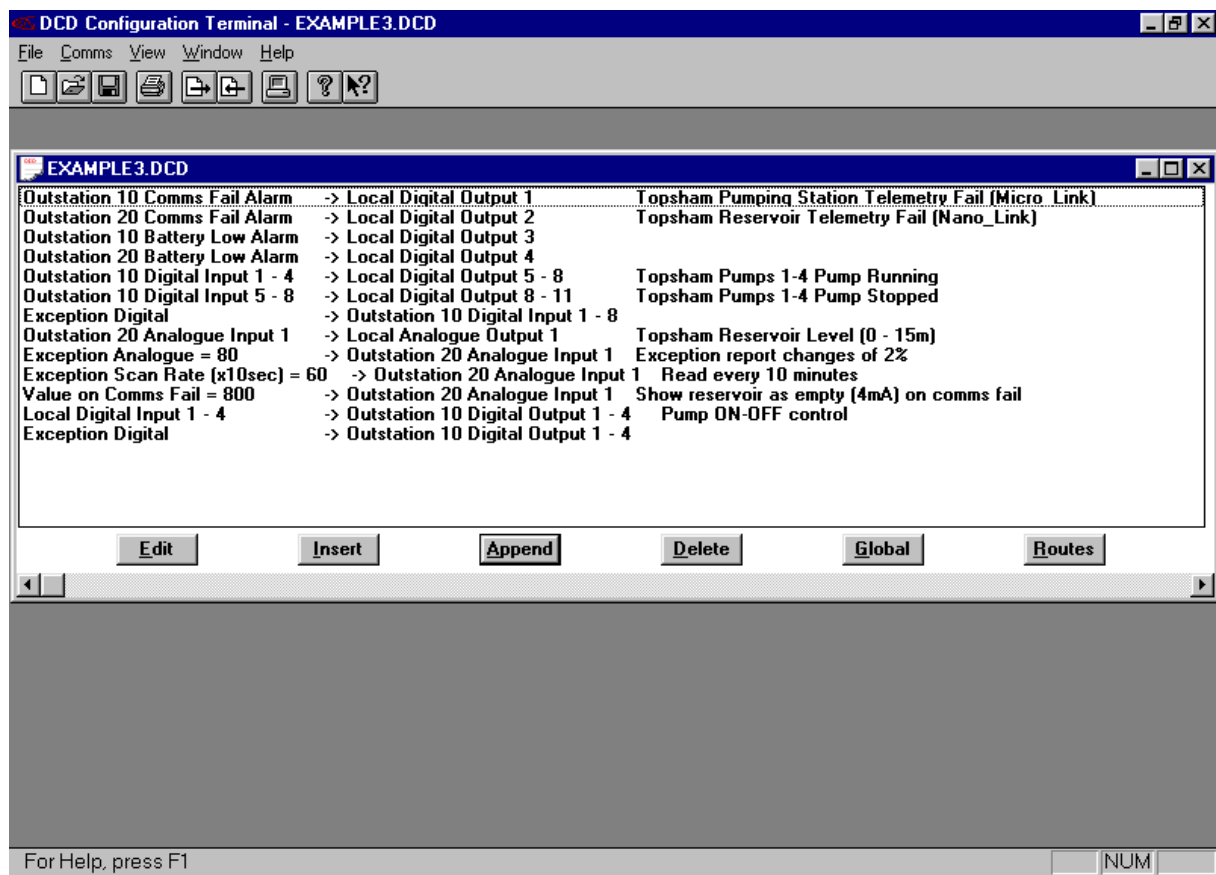 DCD Configuration Terminal - EXAMPLE3.DCD
File Comms View Window Help
EXAMPLE3.DCD
Outstation 10 Comms Fail Alarm -> Local Digital Output 1 Topsham Pumping Station Telemetry Fail (Micro_Link)
Outstation 20 Comms Fail Alarm -> Local Digital Output 2 Topsham Reservoir Telemetry Fail (Nano_Link)
Outstation 10 Battery Low Alarm -> Local Digital Output 3
Outstation 20 Battery Low Alarm -> Local Digital Output 4
Outstation 10 Digital Input 1 - 4 -> Local Digital Output 5 - 8 Topsham Pumps 1-4 Pump Running
Outstation 10 Digital Input 5 - 8 -> Local Digital Output 8 - 11 Topsham Pumps 1-4 Pump Stopped
Exception Digital -> Outstation 10 Digital Input 1 - 8
Outstation 20 Analogue Input 1 -> Local Analogue Output 1 Topsham Reservoir Level (0 - 15m)
Exception Analogue = 80 -> Outstation 20 Analogue Input 1 Exception report changes of 2%
Exception Scan Rate (x10sec) = 60 -> Outstation 20 Analogue Input 1 Read every 10 minutes
Value on Comms Fail = 800 -> Outstation 20 Analogue Input 1 Show reservoir as empty (4mA) on comms fail
Local Digital Input 1 - 4 -> Outstation 10 Digital Output 1 - 4 Pump ON-OFF control
Exception Digital -> Outstation 10 Digital Output 1 - 4
Edit Insert Append Delete Global Routes
For Help, press F1 NUM